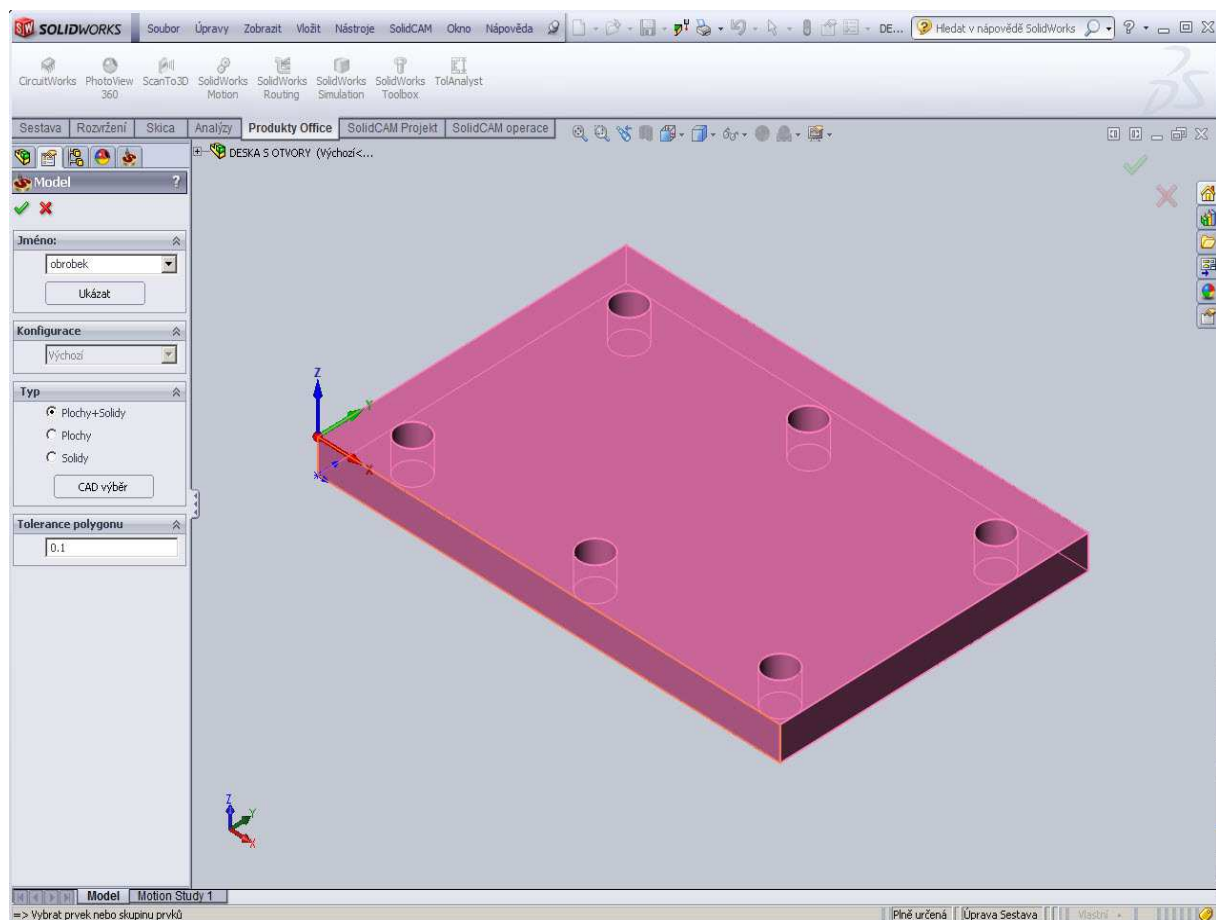 SOLIDWORKS Soubor Úpravy Zobrazit Vložit Nástroje SolidCAM Okno Nápověda DE... Hledat v nápovědě SolidWorks ?
CircuitWorks PhotoView 360 ScanTo3D SolidWorks Motion SolidWorks Routing SolidWorks Simulation SolidWorks Toolbox TolAnalyst
Sestava Rozvržení Skica Analýzy Produkty Office SolidCAM Projekt SolidCAM operace
DESKA S OTVORY (Výchozí<...
Model ?
Jméno:
obrobek
Ukázat
Konfigurace
Výchozí
Typ
Plochy+Solidy
Plochy
Solidy
CAD výběr
Tolerance polygonu
0.1
Z
Y
X
Z
Y
X
Model Motion Study 1
=> Vybrat prvek nebo skupinu prvků Plně určená Úprava Sestava Vlastní